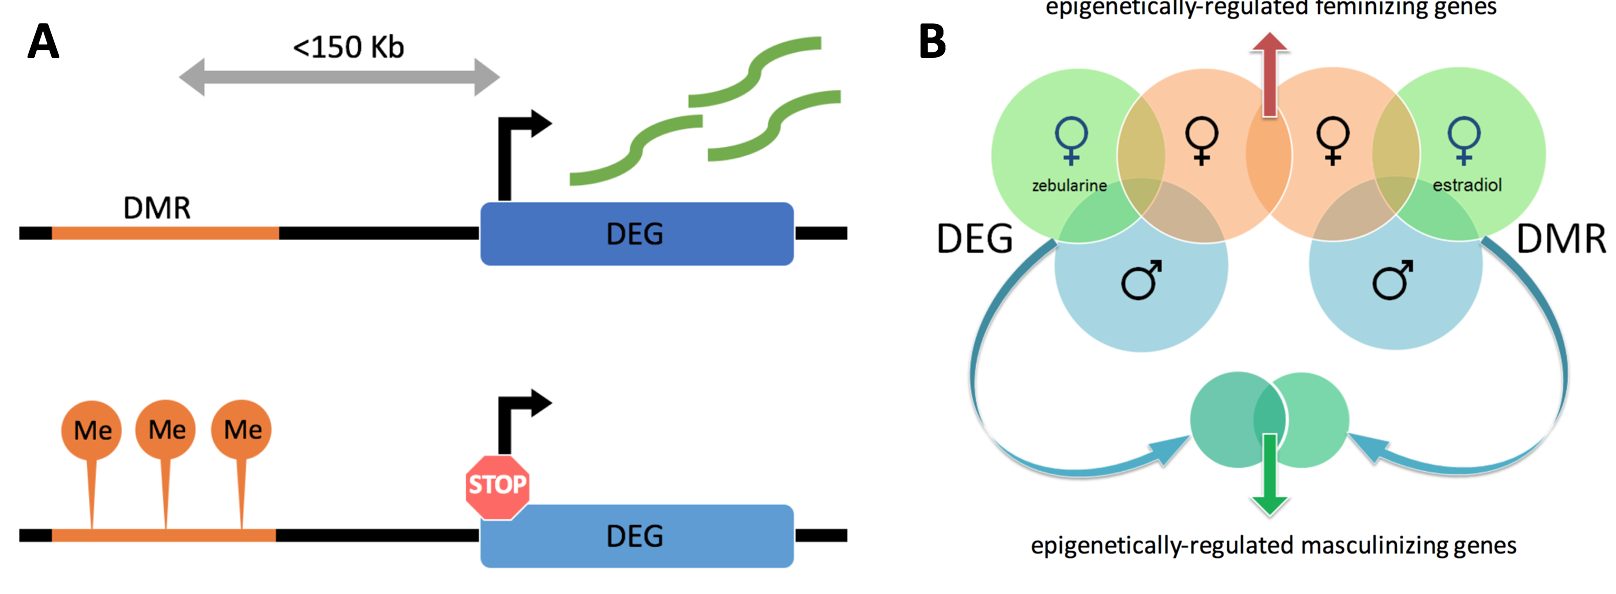 A
<150 Kb
DMR
DEG
Me Me Me
STOP
DEG
B
epigenetically-regulated feminizing genes
♀ ♀ ♀ ♀
zebularine
estradiol
DEG
DMR
♂ ♂
epigenetically-regulated masculinizing genes